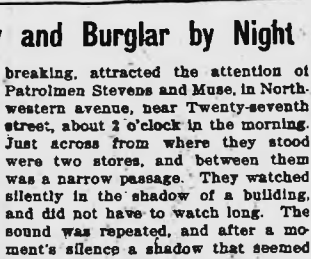 and Burglar by Night
breaking, attracted the attention of
Patrolmen Stevens and Muse, in North-
western avenue, near Twenty-seventh
street, about 2 o'clock in the morning.
Just across from where they stood
were two stores, and between them
was a narrow passage. They watched
silently in the shadow of a building,
and did not have to watch long. The
sound was repeated, and after a mo-
ment's silence a shadow that seemed